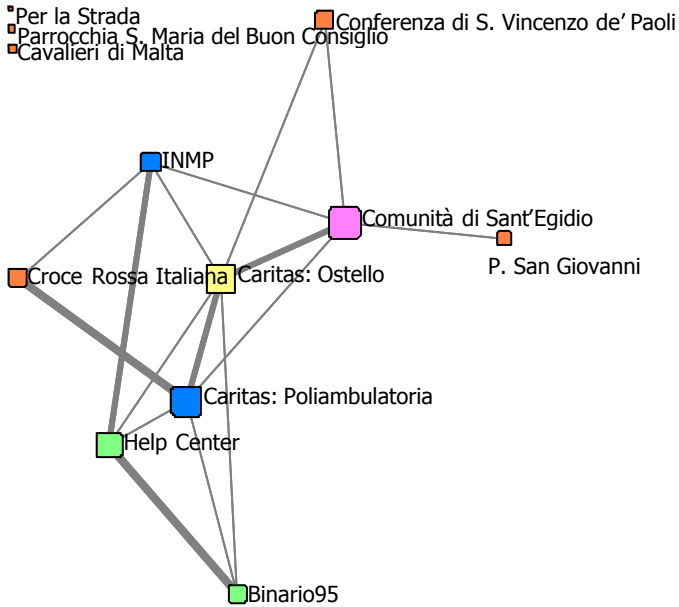 Per la Strada
Conferenza di S. Vincenzo de’ Paoli
Parrocchia S. Maria del Buon Consiglio
Cavalieri di Malta
INMP
Comunità di Sant’Egidio
P. San Giovanni
Croce Rossa Italiana
Caritas: Ostello
Caritas: Poliambulatoria
Help Center
Binario95